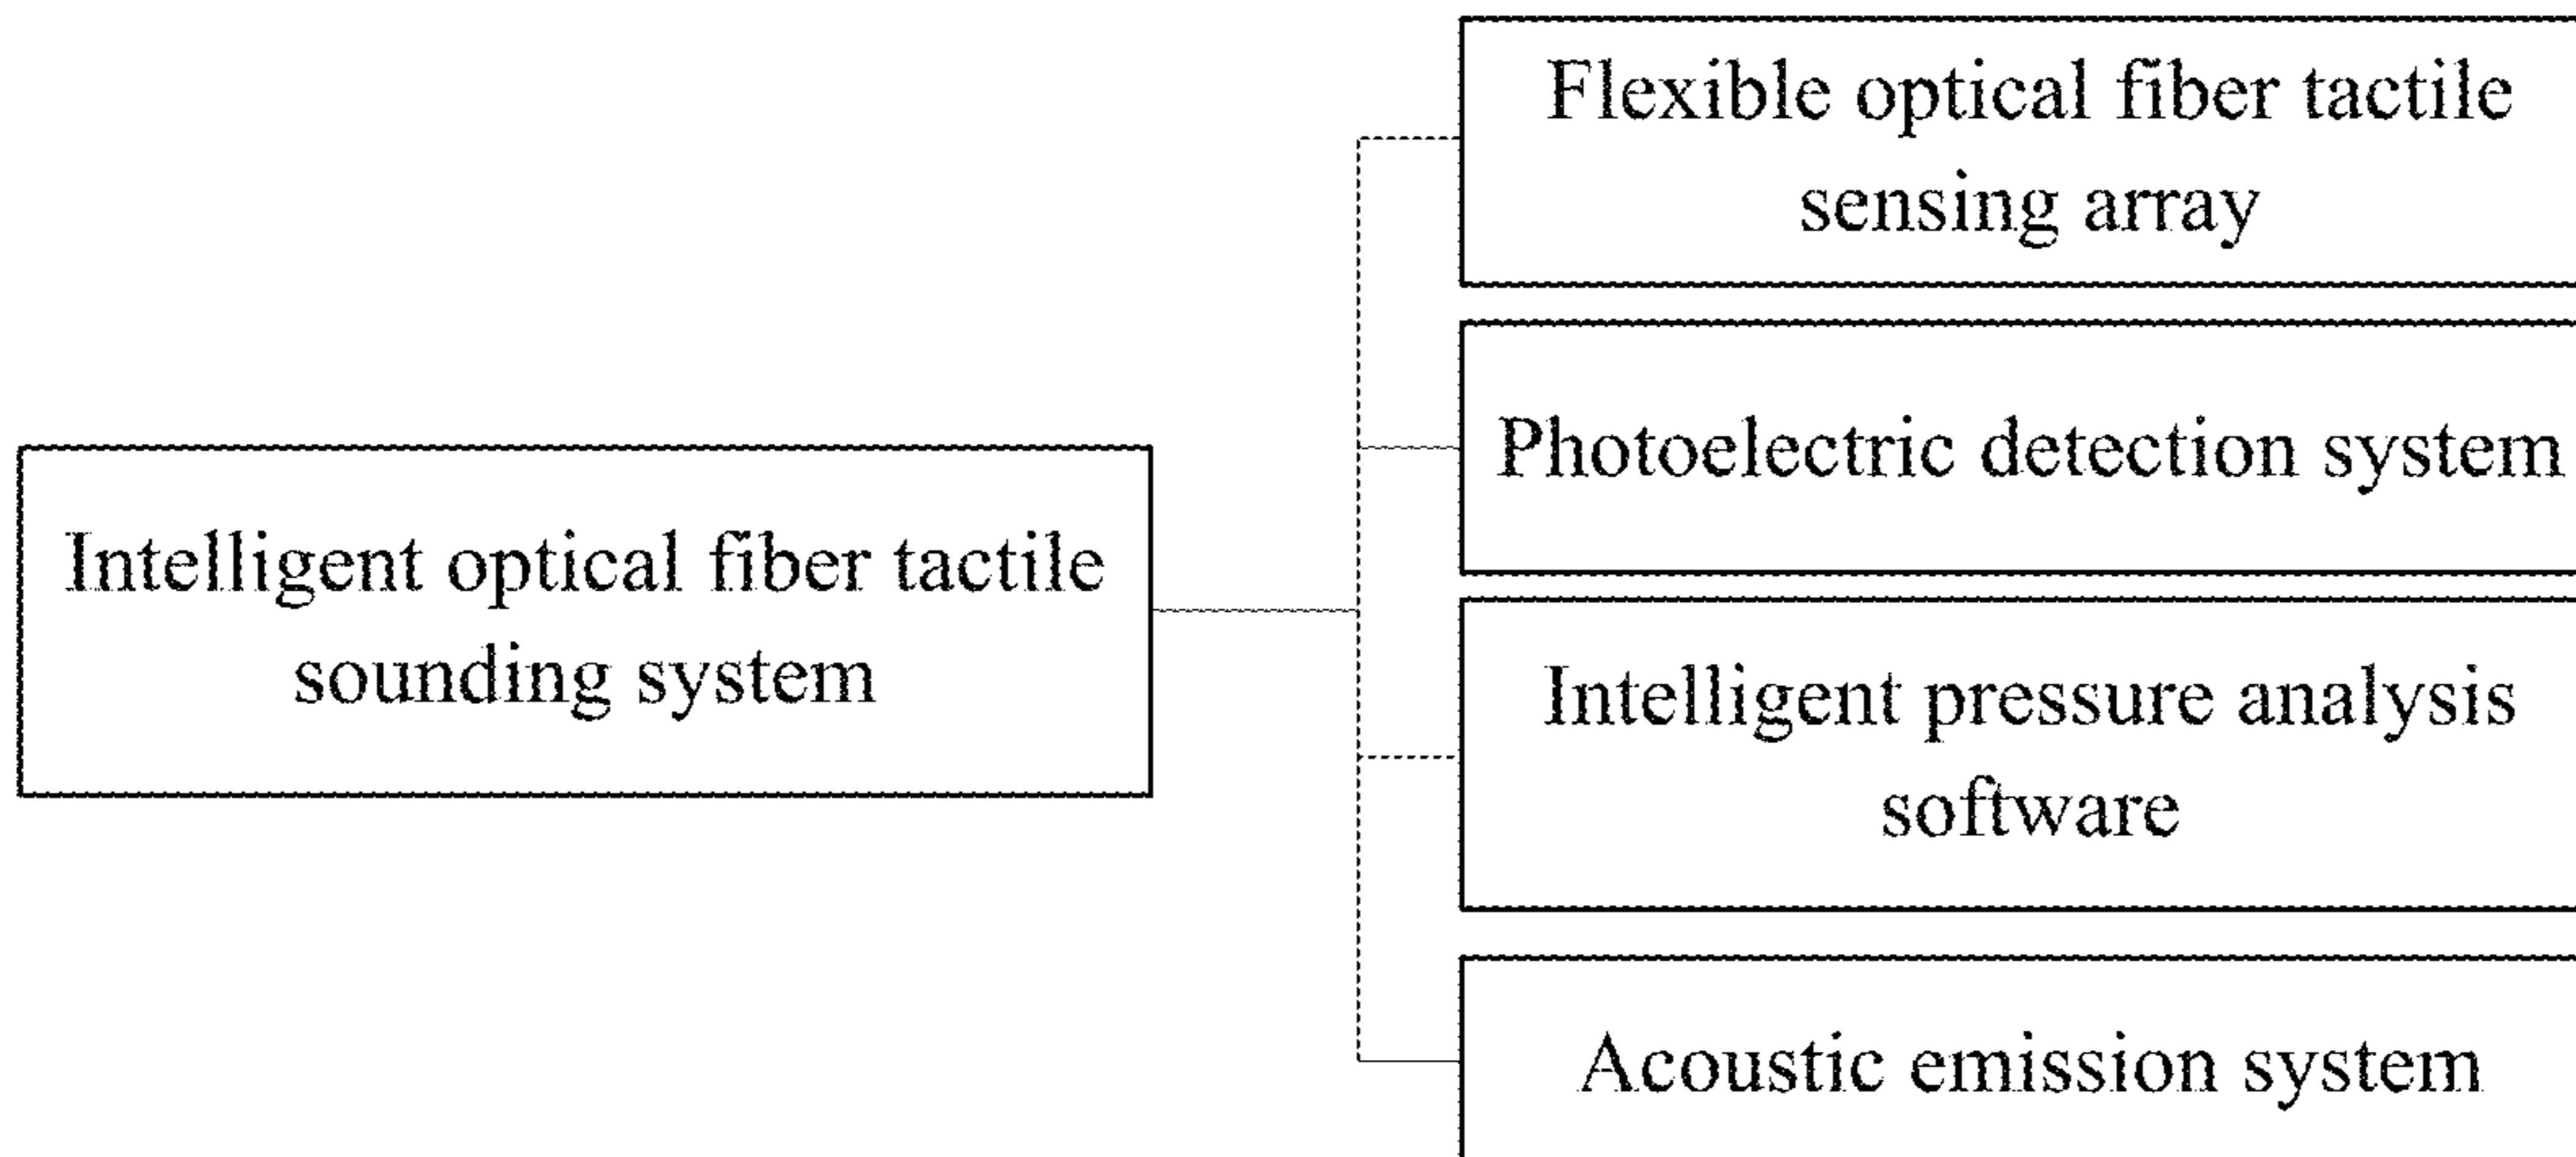 Intelligent optical fiber tactile
sounding system
Flexible optical fiber tactile
sensing array
Photoelectric detection system
Intelligent pressure analysis
software
Acoustic emission system